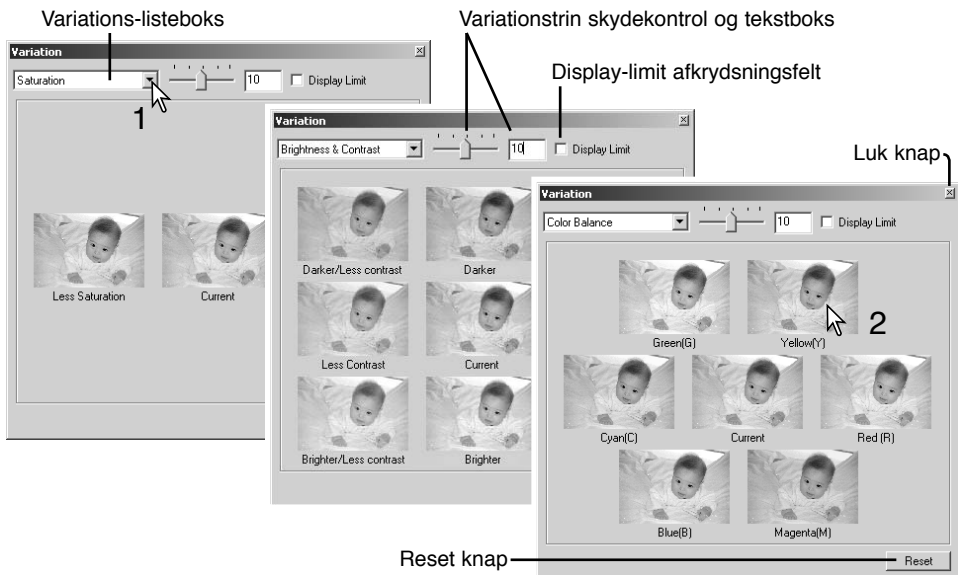 Variations-listeboks
Variationstrin skydekontrol og tekstboks
Display-limit afkrydsningsfelt
Luk knap
Variation
Saturation
10
Display Limit
1
Less Saturation
Current
Variation
Brightness & Contrast
10
Display Limit
Darker/Less contrast
Darker
Less Contrast
Current
Brighter/Less contrast
Brighter
Variation
Color Balance
10
Display Limit
2
Green(G)
Yellow(Y)
Cyan(C)
Current
Red (R)
Blue(B)
Magenta(M)
Reset knap
Reset